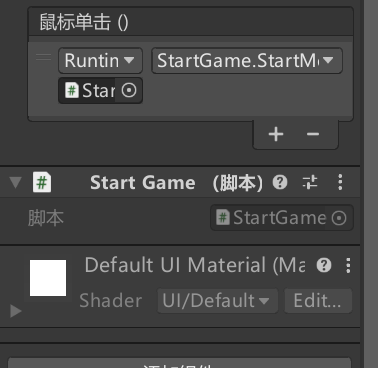 鼠标单击 ()
Runtin
StartGame.StartM
Star
Start Game (脚本)
脚本
StartGame
Default UI Material (Ma
Shader
UI/Default
Edit...